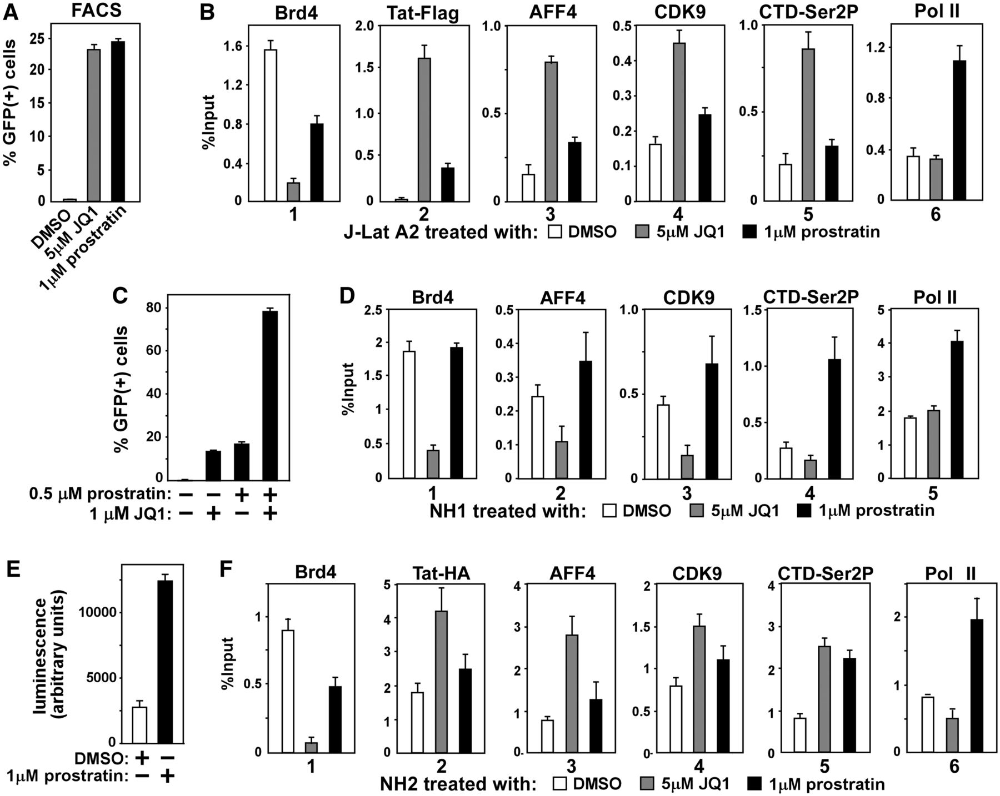 A
FACS
% GFP(+) cells
25
20
15
10
5
0
DMSO
5μM JQ1
1μM prostratin
B
%Input
Brd4
1.6
1.2
0.8
0.4
0
1
Tat-Flag
2.0
1.5
1.0
0.5
0
2
AFF4
1.0
0.5
0
3
CDK9
0.5
0.4
0.3
0.2
0.1
0
4
CTD-Ser2P
1.0
0.5
0
5
Pol II
1.2
0.8
0.4
0
6
J-Lat A2 treated with: DMSO 5μM JQ1 1μM prostratin
C
% GFP(+) cells
80
60
40
20
0
0.5 μM prostratin: − − + +
1 μM JQ1: − + − +
D
%Input
Brd4
2.5
2
1.5
1
0.5
0
1
AFF4
0.5
0.4
0.3
0.2
0.1
0
2
CDK9
1.0
0.5
0
3
CTD-Ser2P
1.5
1.0
0.5
0
4
Pol II
5
4
3
2
1
0
5
NH1 treated with: DMSO 5μM JQ1 1μM prostratin
E
luminescence
(arbitrary units)
10000
5000
0
DMSO: + −
1μM prostratin: − +
F
%Input
Brd4
1
0.5
0
1
Tat-HA
5
4
3
2
1
0
2
AFF4
4
3
2
1
0
3
CDK9
2
1.5
1
0.5
0
4
CTD-Ser2P
4
3
2
1
0
5
Pol II
2
1
0
6
NH2 treated with: DMSO 5μM JQ1 1μM prostratin